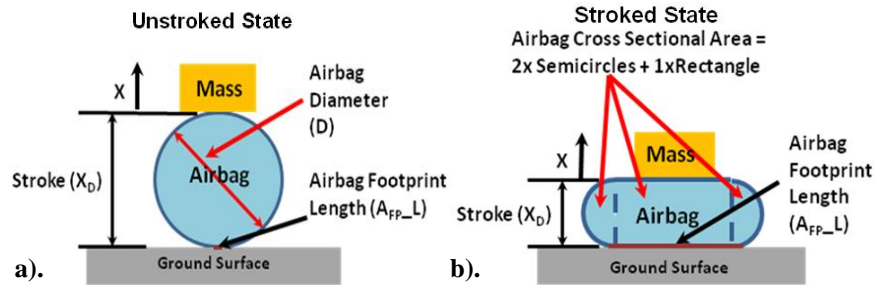 Unstroked State
X
Mass
Airbag
Diameter
(D)
Stroke (X_D)
Airbag
Airbag Footprint
Length (A_FP_L)
Ground Surface
a).
Stroked State
Airbag Cross Sectional Area =
2x Semicircles + 1xRectangle
X
Mass
Airbag
Footprint
Length
(A_FP_L)
Stroke (X_D)
Airbag
Ground Surface
b).